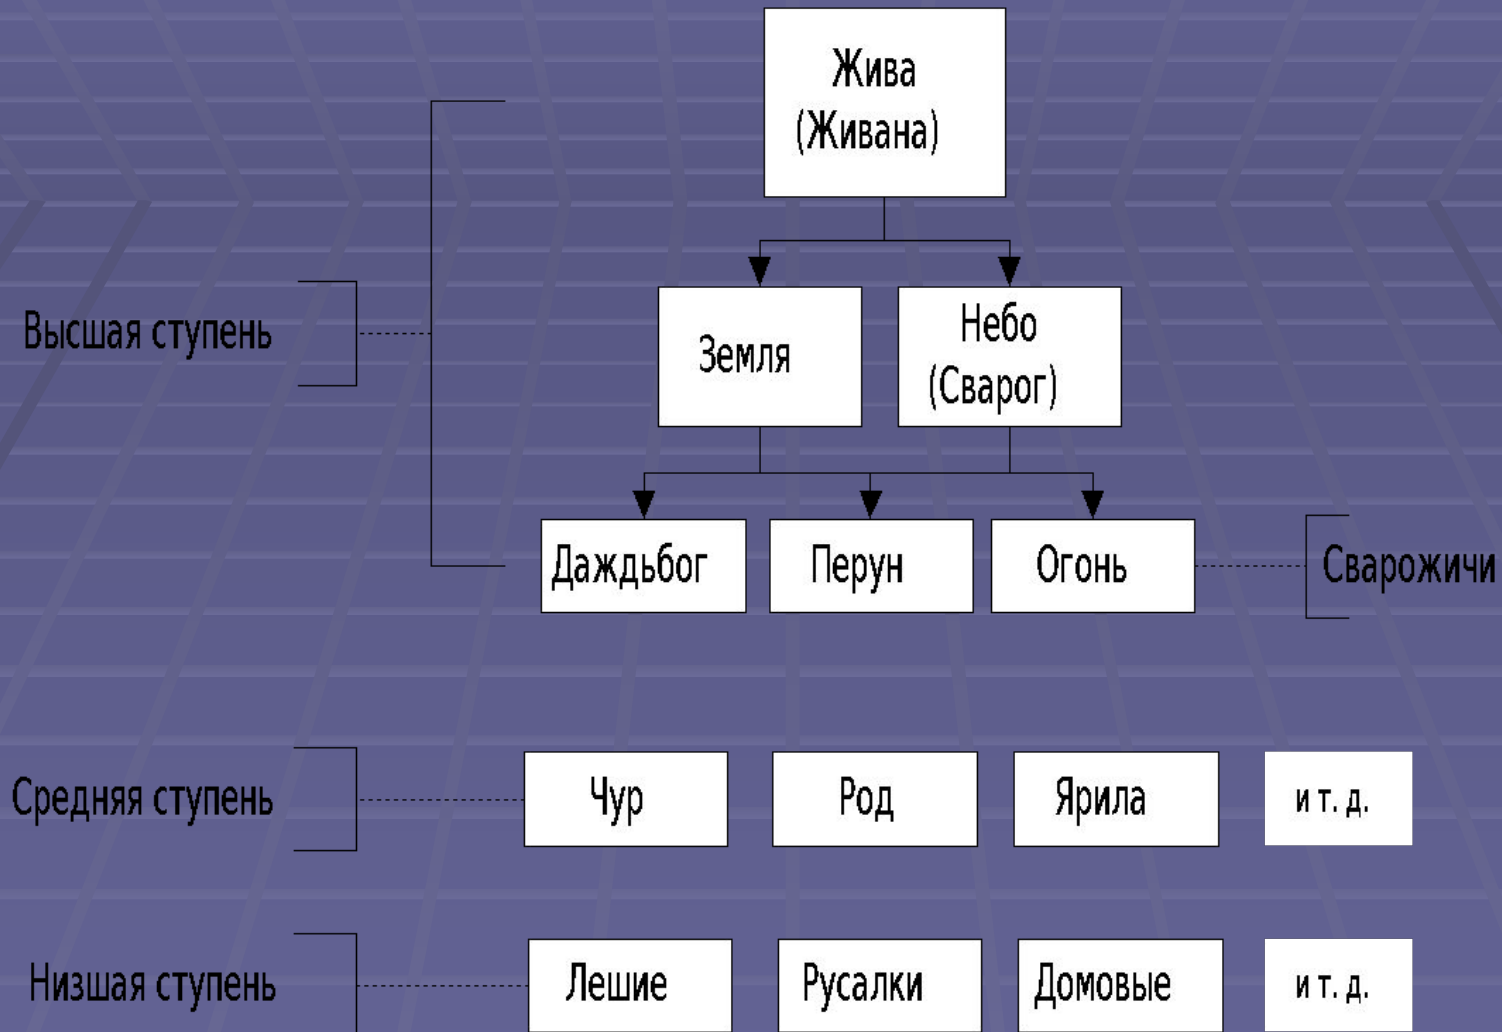 Жива
(Живана)
Высшая ступень
Земля
Небо
(Сварог)
Даждьбог
Перун
Огонь
Сварожичи
Средняя ступень
Чур
Род
Ярила
и т. д.
Низшая ступень
Лешие
Русалки
Домовые
и т. д.